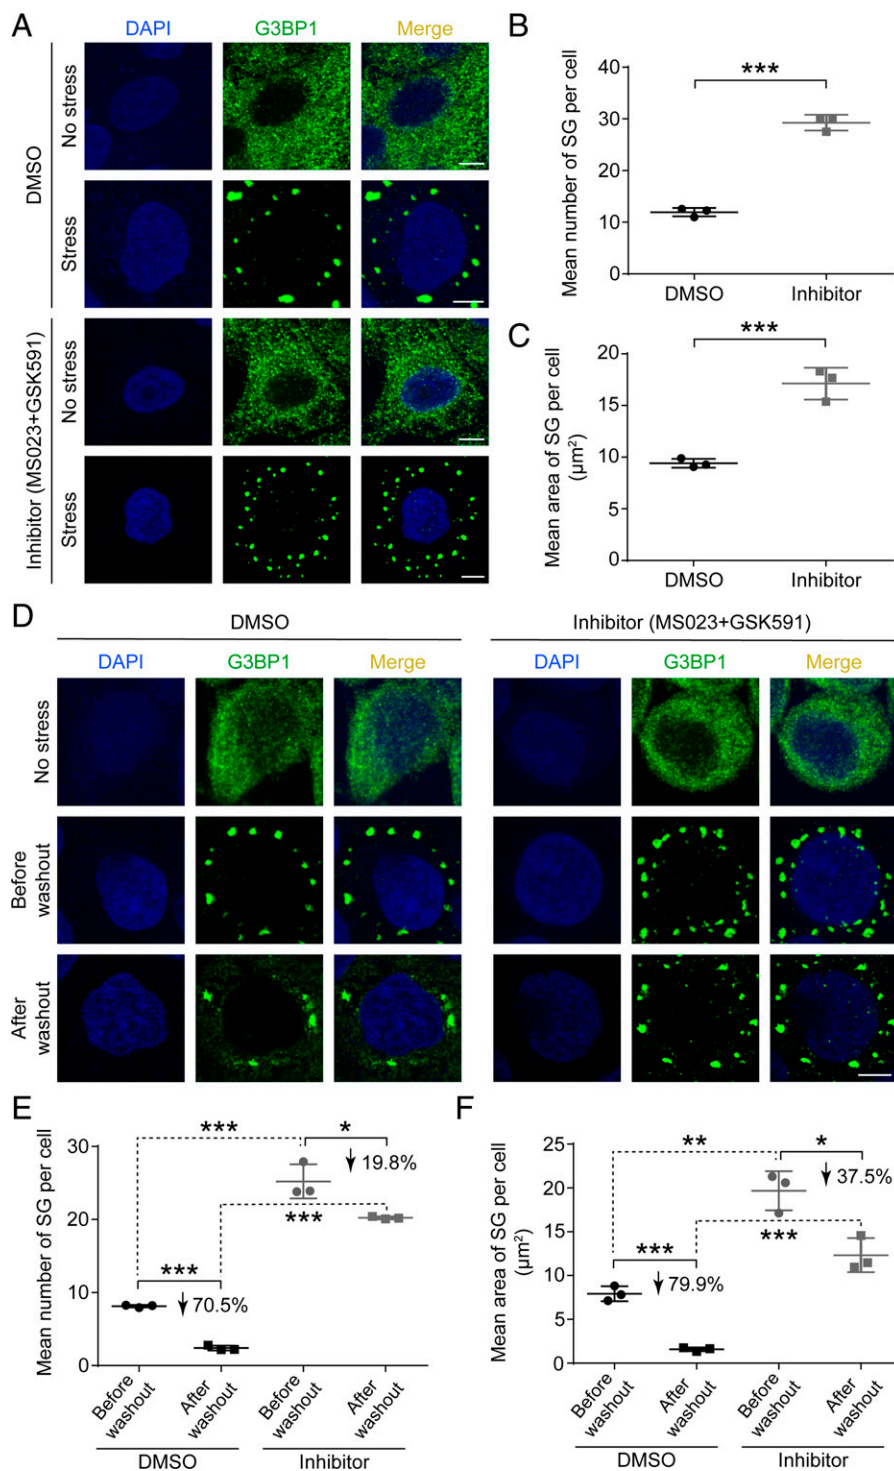 A
DAPI G3BP1 Merge
DMSO
No stress
Stress
Inhibitor (MS023+GSK591)
No stress
Stress
B
Mean number of SG per cell
40
30
20
10
0
***
DMSO Inhibitor
C
Mean area of SG per cell
(µm²)
20
15
10
5
0
***
DMSO Inhibitor
D
DMSO Inhibitor (MS023+GSK591)
DAPI G3BP1 Merge DAPI G3BP1 Merge
No stress
Before
washout
After
washout
E
Mean number of SG per cell
30
20
10
0
*** *
19.8%
***
***
70.5%
Before
washout
After
washout
Before
washout
After
washout
DMSO Inhibitor
F
Mean area of SG per cell
(µm²)
25
20
15
10
5
0
** *
37.5%
***
***
79.9%
Before
washout
After
washout
Before
washout
After
washout
DMSO Inhibitor